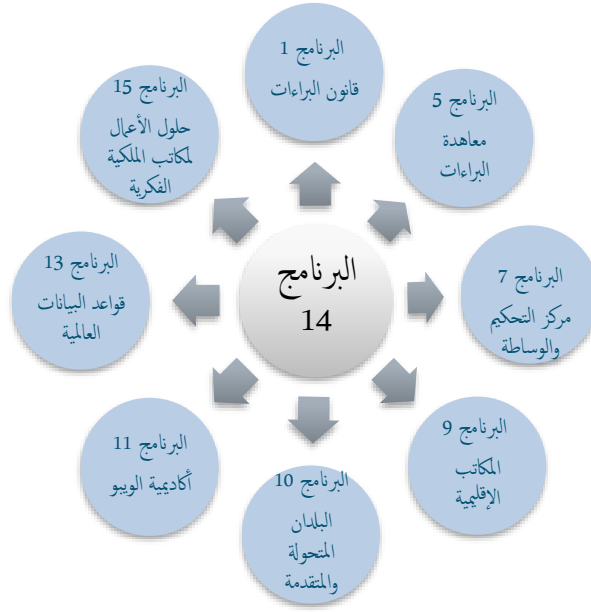 البرنامج 1
قانون البراءات
البرنامج 5
معاهدة
البراءات
البرنامج 7
مركز التحكيم
والوساطة
البرنامج 9
المكاتب
الإقليمية
البرنامج 10
البلدان
المتحولة
والمتقدمة
البرنامج 11
أكاديمية الويبو
البرنامج 13
قواعد البيانات
العالمية
البرنامج 15
حلول الأعمال
لمكاتب الملكية
الفكرية
البرنامج
14